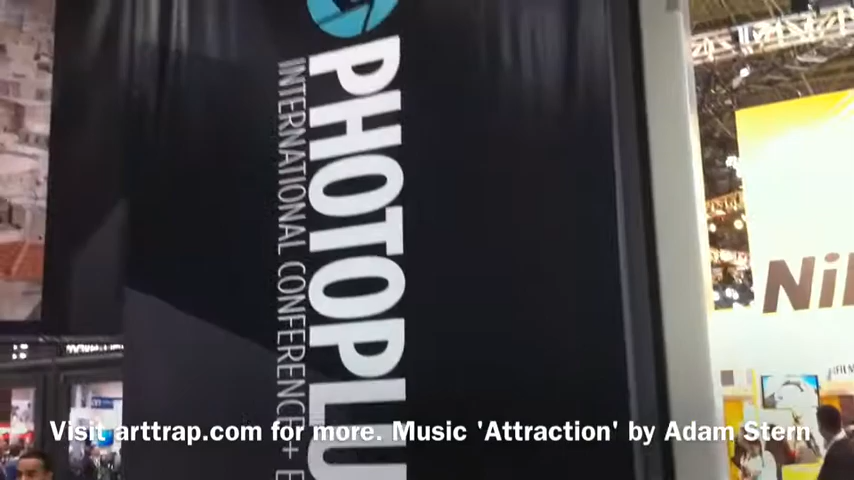 PHOTOPLU
INTERNATIONAL CONFERENCE + E
Nik
Visit arttrap.com for more. Music 'Attraction' by Adam Stern